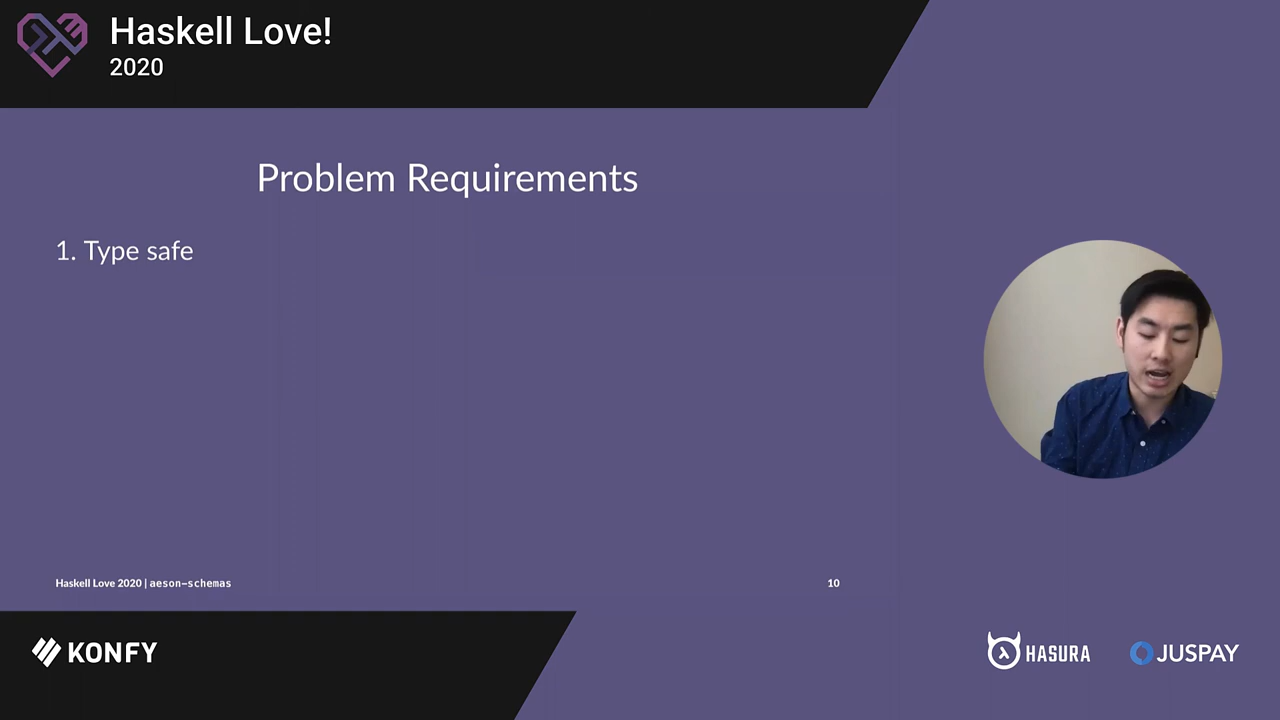 Haskell Love!
2020
Problem Requirements
1. Type safe
Haskell Love 2020 | aeson-schemas
10
KONFY
HASURA
JUSPAY